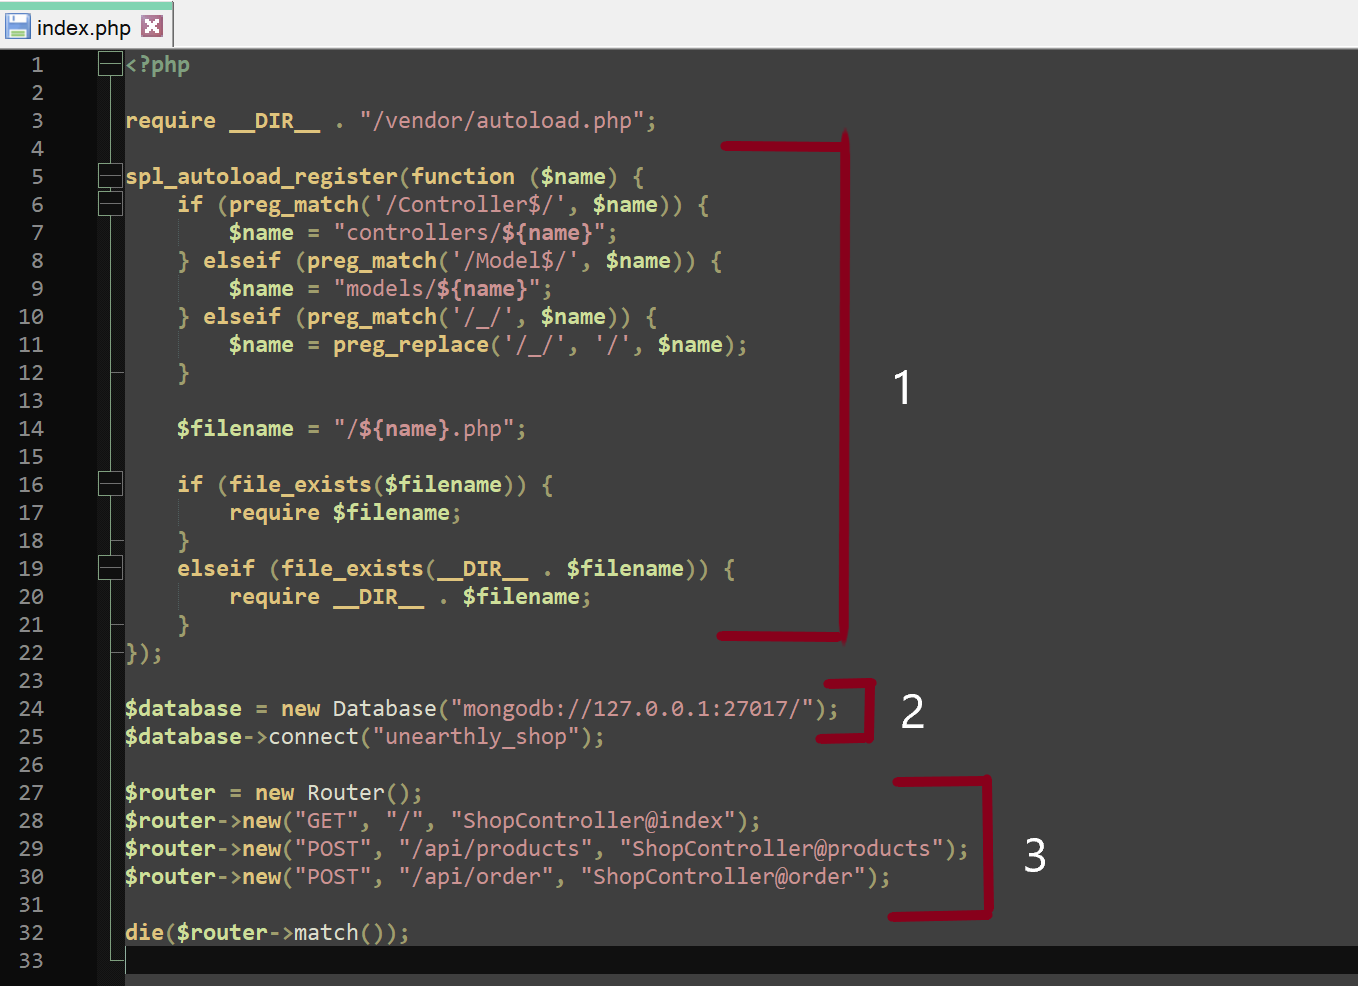 index.php
1 <?php
2
3 require __DIR__ . "/vendor/autoload.php";
4
5 spl_autoload_register(function ($name) {
6     if (preg_match('/Controller$/', $name)) {
7         $name = "controllers/${name}";
8     } elseif (preg_match('/Model$/', $name)) {
9         $name = "models/${name}";
10     } elseif (preg_match('/_/', $name)) {
11         $name = preg_replace('/_/', '/', $name);
12     }
13
14     $filename = "/${name}.php";
15
16     if (file_exists($filename)) {
17         require $filename;
18     }
19     elseif (file_exists(__DIR__ . $filename)) {
20         require __DIR__ . $filename;
21     }
22 });
23
24 $database = new Database("mongodb://127.0.0.1:27017/");
25 $database->connect("unearthly_shop");
26
27 $router = new Router();
28 $router->new("GET", "/", "ShopController@index");
29 $router->new("POST", "/api/products", "ShopController@products");
30 $router->new("POST", "/api/order", "ShopController@order");
31
32 die($router->match());
33
1
2
3